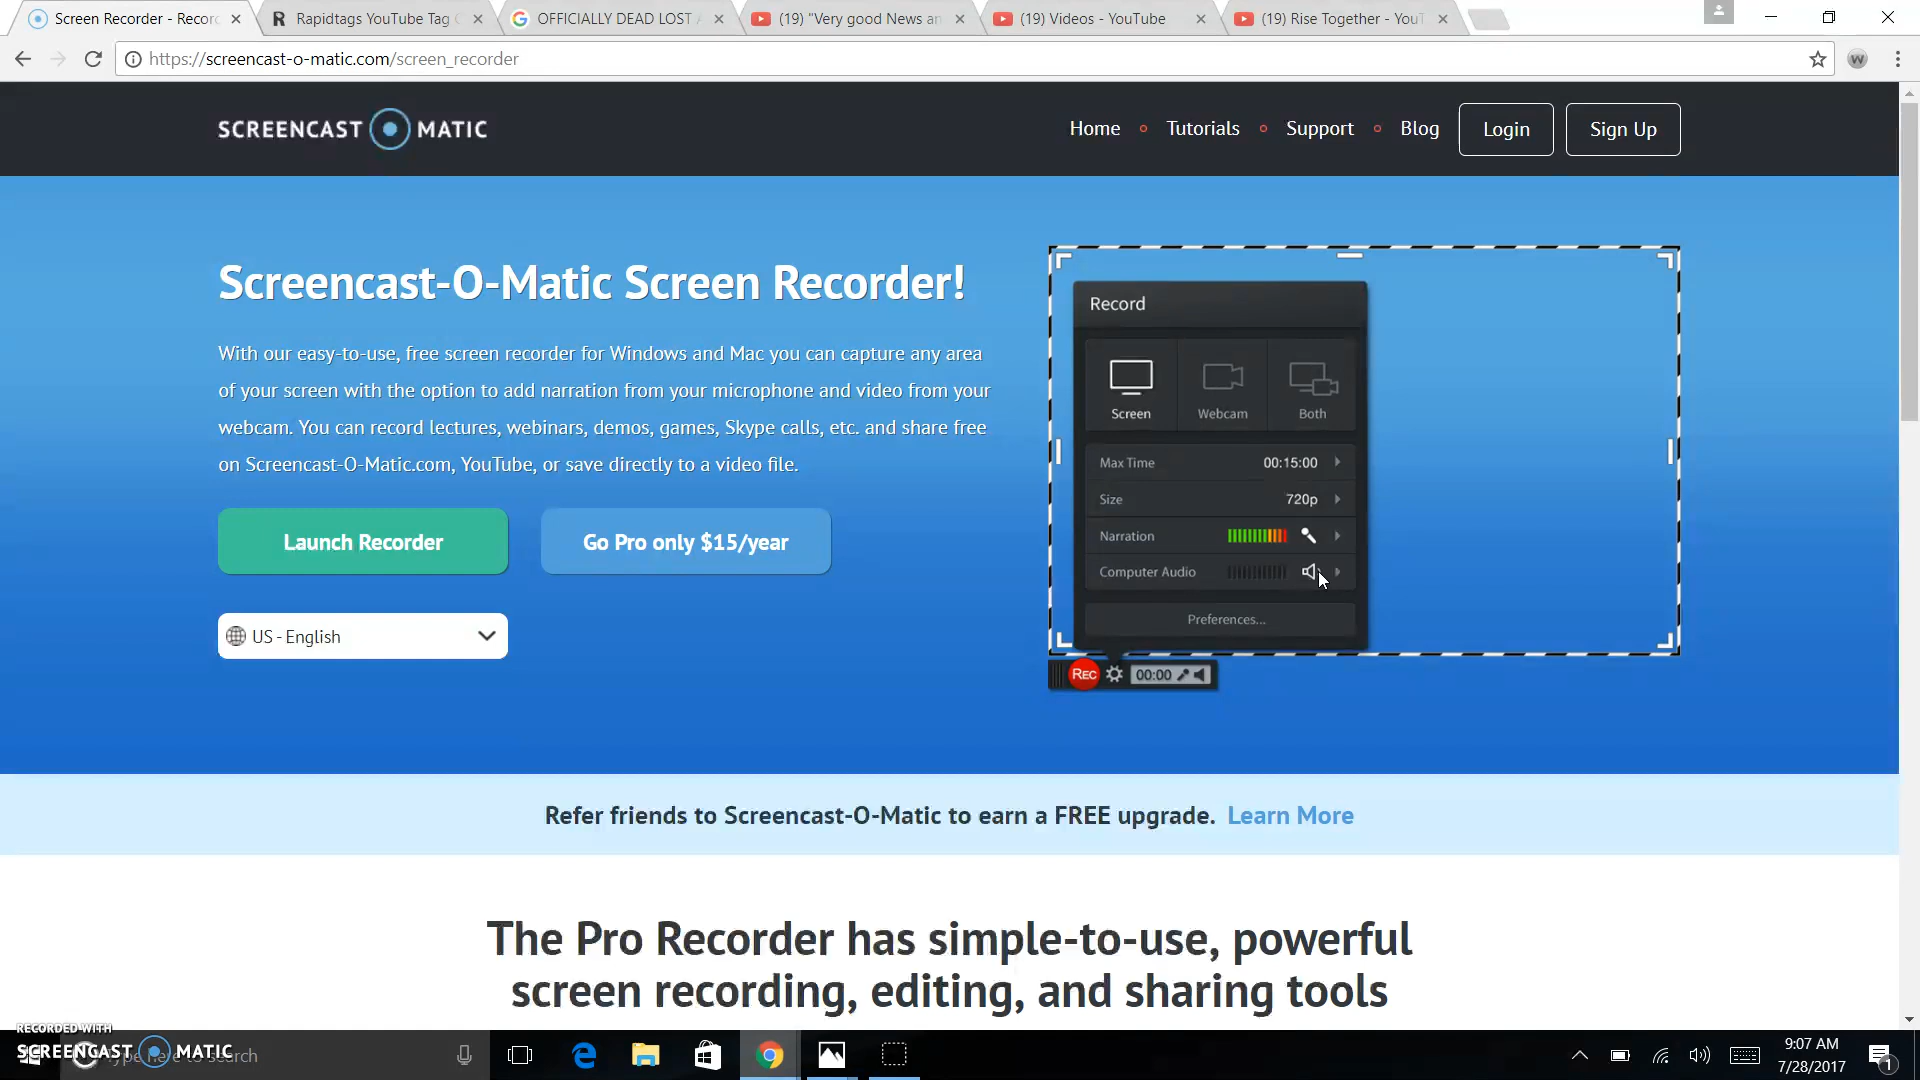 Screen Recorder - Record
Rapidtags YouTube Tag G
OFFICIALLY DEAD LOST A
(19) "Very good News an
(19) Videos - YouTube
(19) Rise Together - YouT
https://screencast-o-matic.com/screen_recorder
W
SCREENCAST MATIC
Home
Tutorials
Support
Blog
Login
Sign Up
Screencast-O-Matic Screen Recorder!
With our easy-to-use, free screen recorder for Windows and Mac you can capture any area
of your screen with the option to add narration from your microphone and video from your
webcam. You can record lectures, webinars, demos, games, Skype calls, etc. and share free
on Screencast-O-Matic.com, YouTube, or save directly to a video file.
Launch Recorder
Go Pro only $15/year
US - English
Record
Screen
Webcam
Both
Max Time 00:15:00
Size 720p
Narration
Computer Audio
Preferences...
Rec
00:00
Refer friends to Screencast-O-Matic to earn a FREE upgrade. Learn More
The Pro Recorder has simple-to-use, powerful
screen recording, editing, and sharing tools
RECORDED WITH
SCREENCAST MATIC
Type here to search
9:07 AM
7/28/2017
1